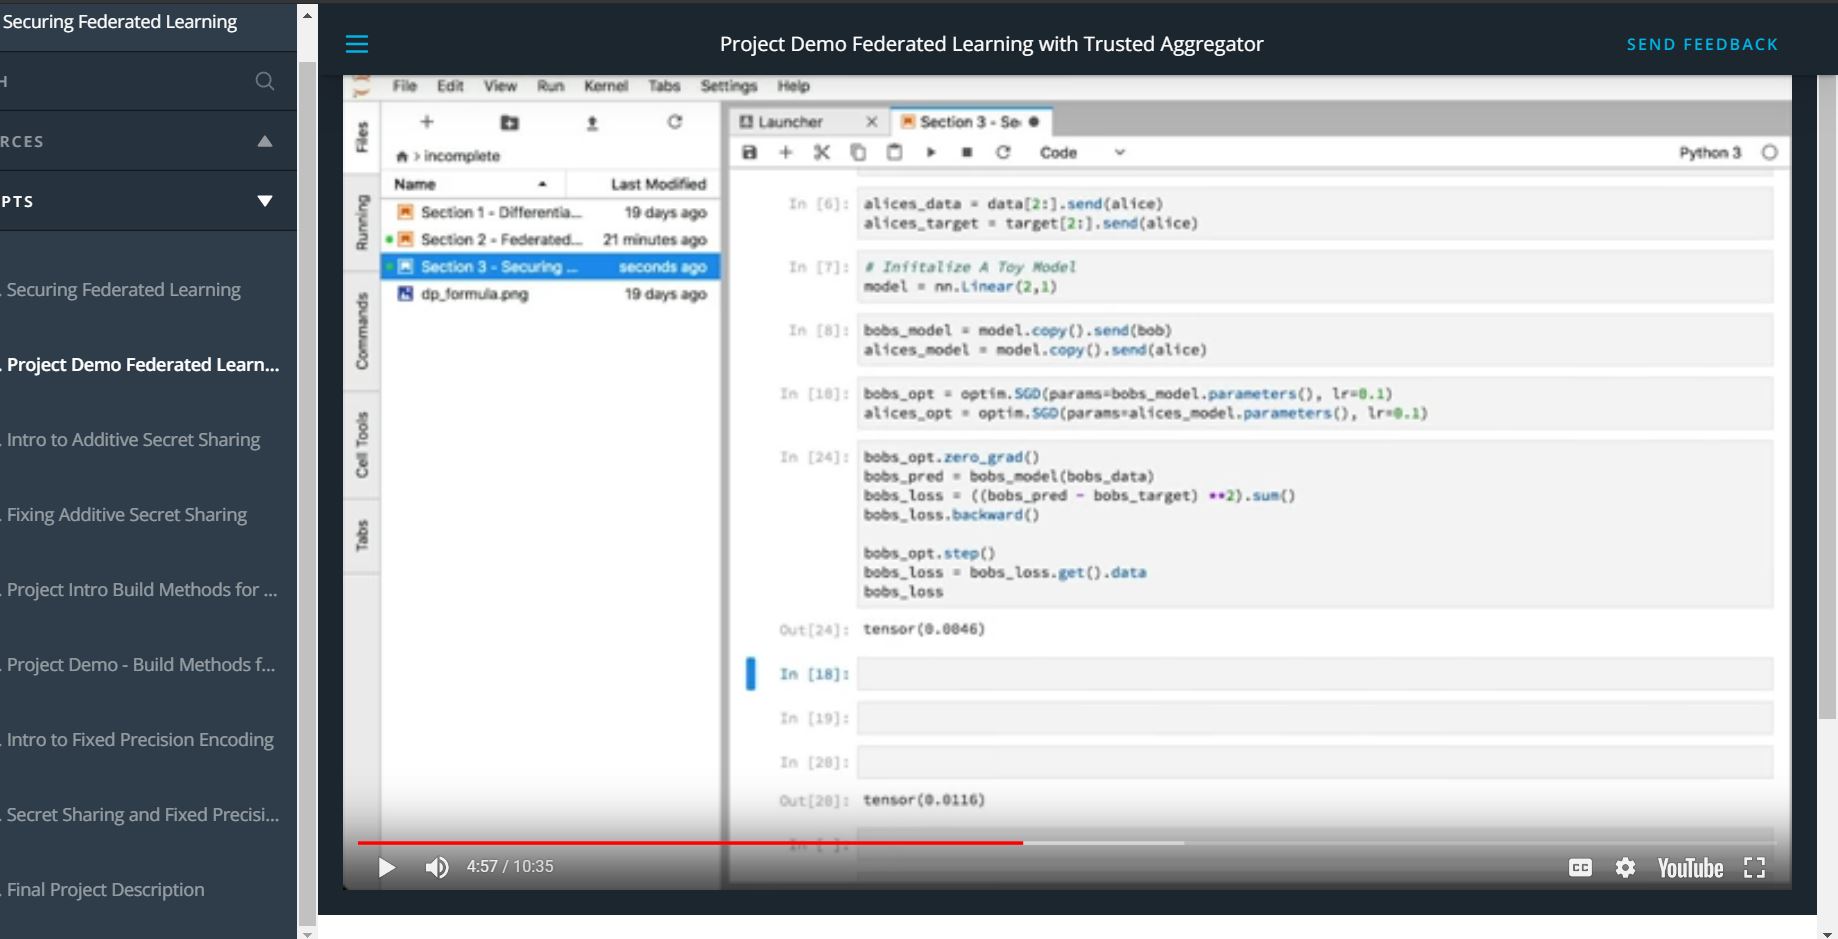 Securing Federated Learning
H
RCES
PTS
. Securing Federated Learning
. Project Demo Federated Learn...
. Intro to Additive Secret Sharing
. Fixing Additive Secret Sharing
. Project Intro Build Methods for ...
. Project Demo - Build Methods f...
. Intro to Fixed Precision Encoding
. Secret Sharing and Fixed Precisi...
. Final Project Description
Project Demo Federated Learning with Trusted Aggregator
SEND FEEDBACK
File Edit View Run Kernel Tabs Settings Help
Files
Running
Commands
Cell Tools
Tabs
> incomplete
Name Last Modified
Section 1 - Differentia... 19 days ago
Section 2 - Federated... 21 minutes ago
Section 3 - Securing ... seconds ago
dp_formula.png 19 days ago
Launcher
Section 3 - Se
Code
Python 3
In [6]: alices_data = data[2:].send(alice)
alices_target = target[2:].send(alice)
In [7]: # Iniitalize A Toy Model
model = nn.Linear(2,1)
In [8]: bobs_model = model.copy().send(bob)
alices_model = model.copy().send(alice)
In [10]: bobs_opt = optim.SGD(params=bobs_model.parameters(), lr=0.1)
alices_opt = optim.SGD(params=alices_model.parameters(), lr=0.1)
In [24]: bobs_opt.zero_grad()
bobs_pred = bobs_model(bobs_data)
bobs_loss = ((bobs_pred - bobs_target) **2).sum()
bobs_loss.backward()
bobs_opt.step()
bobs_loss = bobs_loss.get().data
bobs_loss
Out[24]: tensor(0.0046)
In [18]:
In [19]:
In [20]:
Out[20]: tensor(0.0116)
In [ ]:
4:57 / 10:35
CC
YouTube